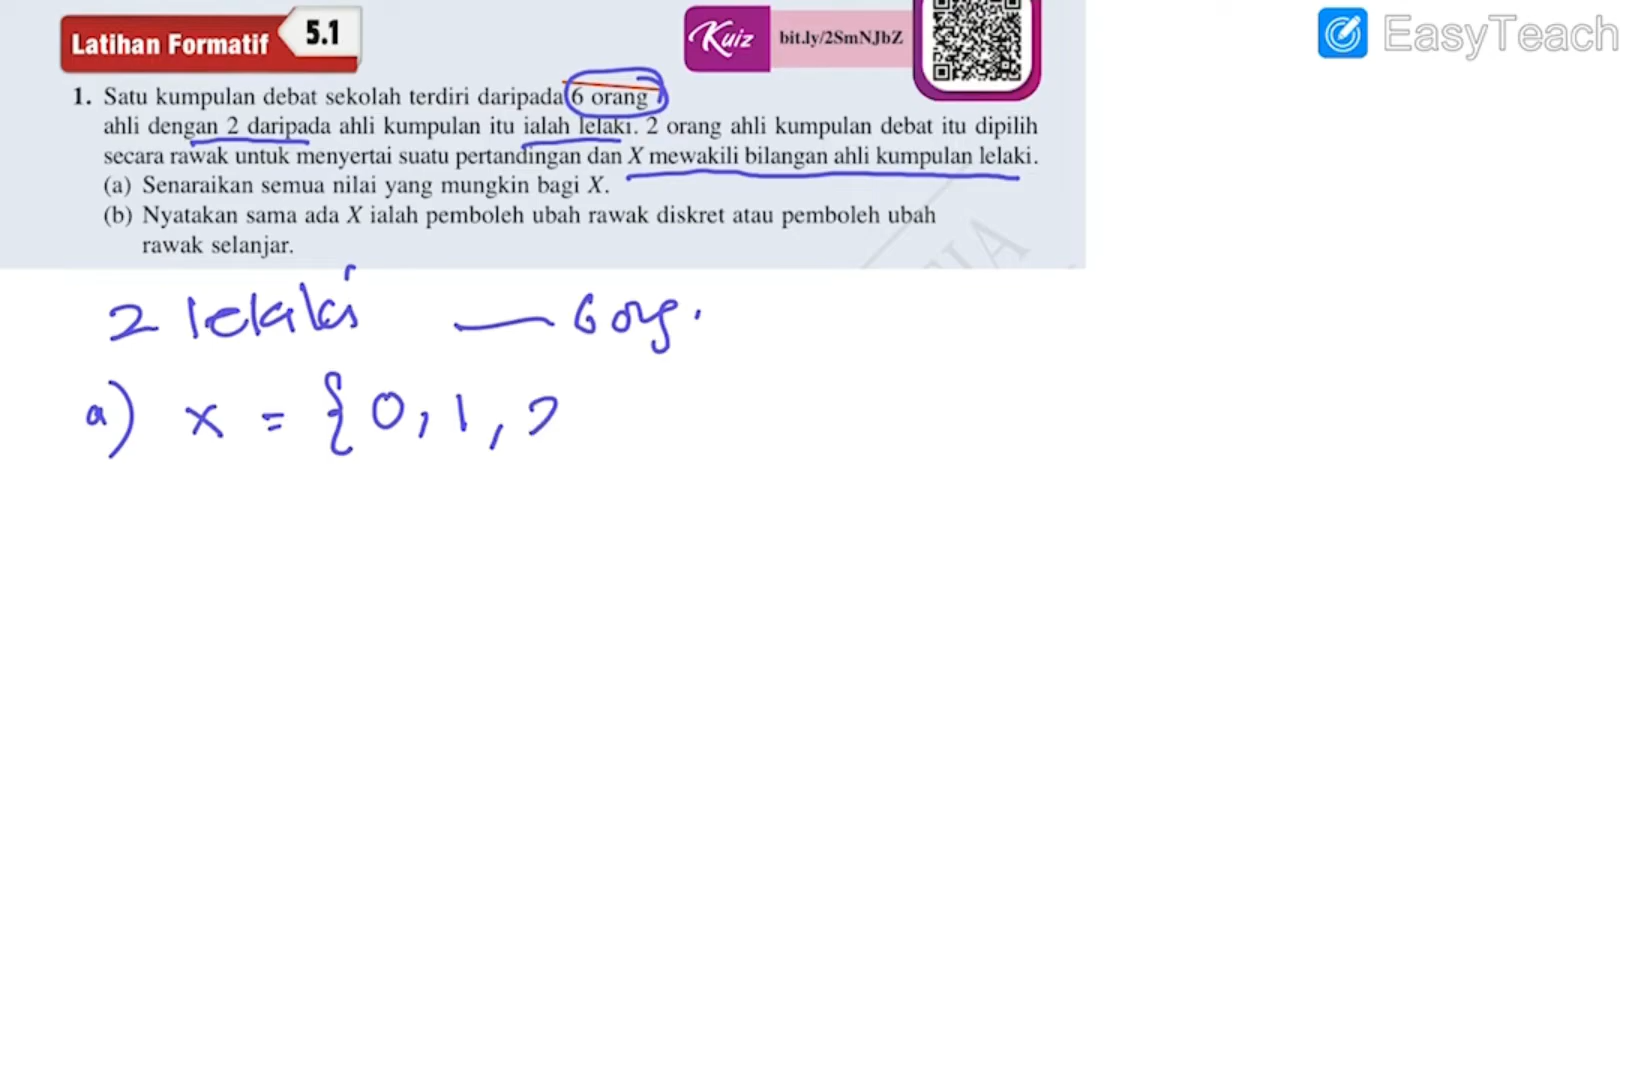 Latihan Formatif 5.1
Kuiz bit.ly/2SmNJbZ
EasyTeach
1. Satu kumpulan debat sekolah terdiri daripada 6 orang
ahli dengan 2 daripada ahli kumpulan itu ialah lelaki. 2 orang ahli kumpulan debat itu dipilih
secara rawak untuk menyertai suatu pertandingan dan X mewakili bilangan ahli kumpulan lelaki.
(a) Senaraikan semua nilai yang mungkin bagi X.
(b) Nyatakan sama ada X ialah pemboleh ubah rawak diskret atau pemboleh ubah
rawak selanjar.
2 lelaki — 6 org.
a) x = {0, 1, 2